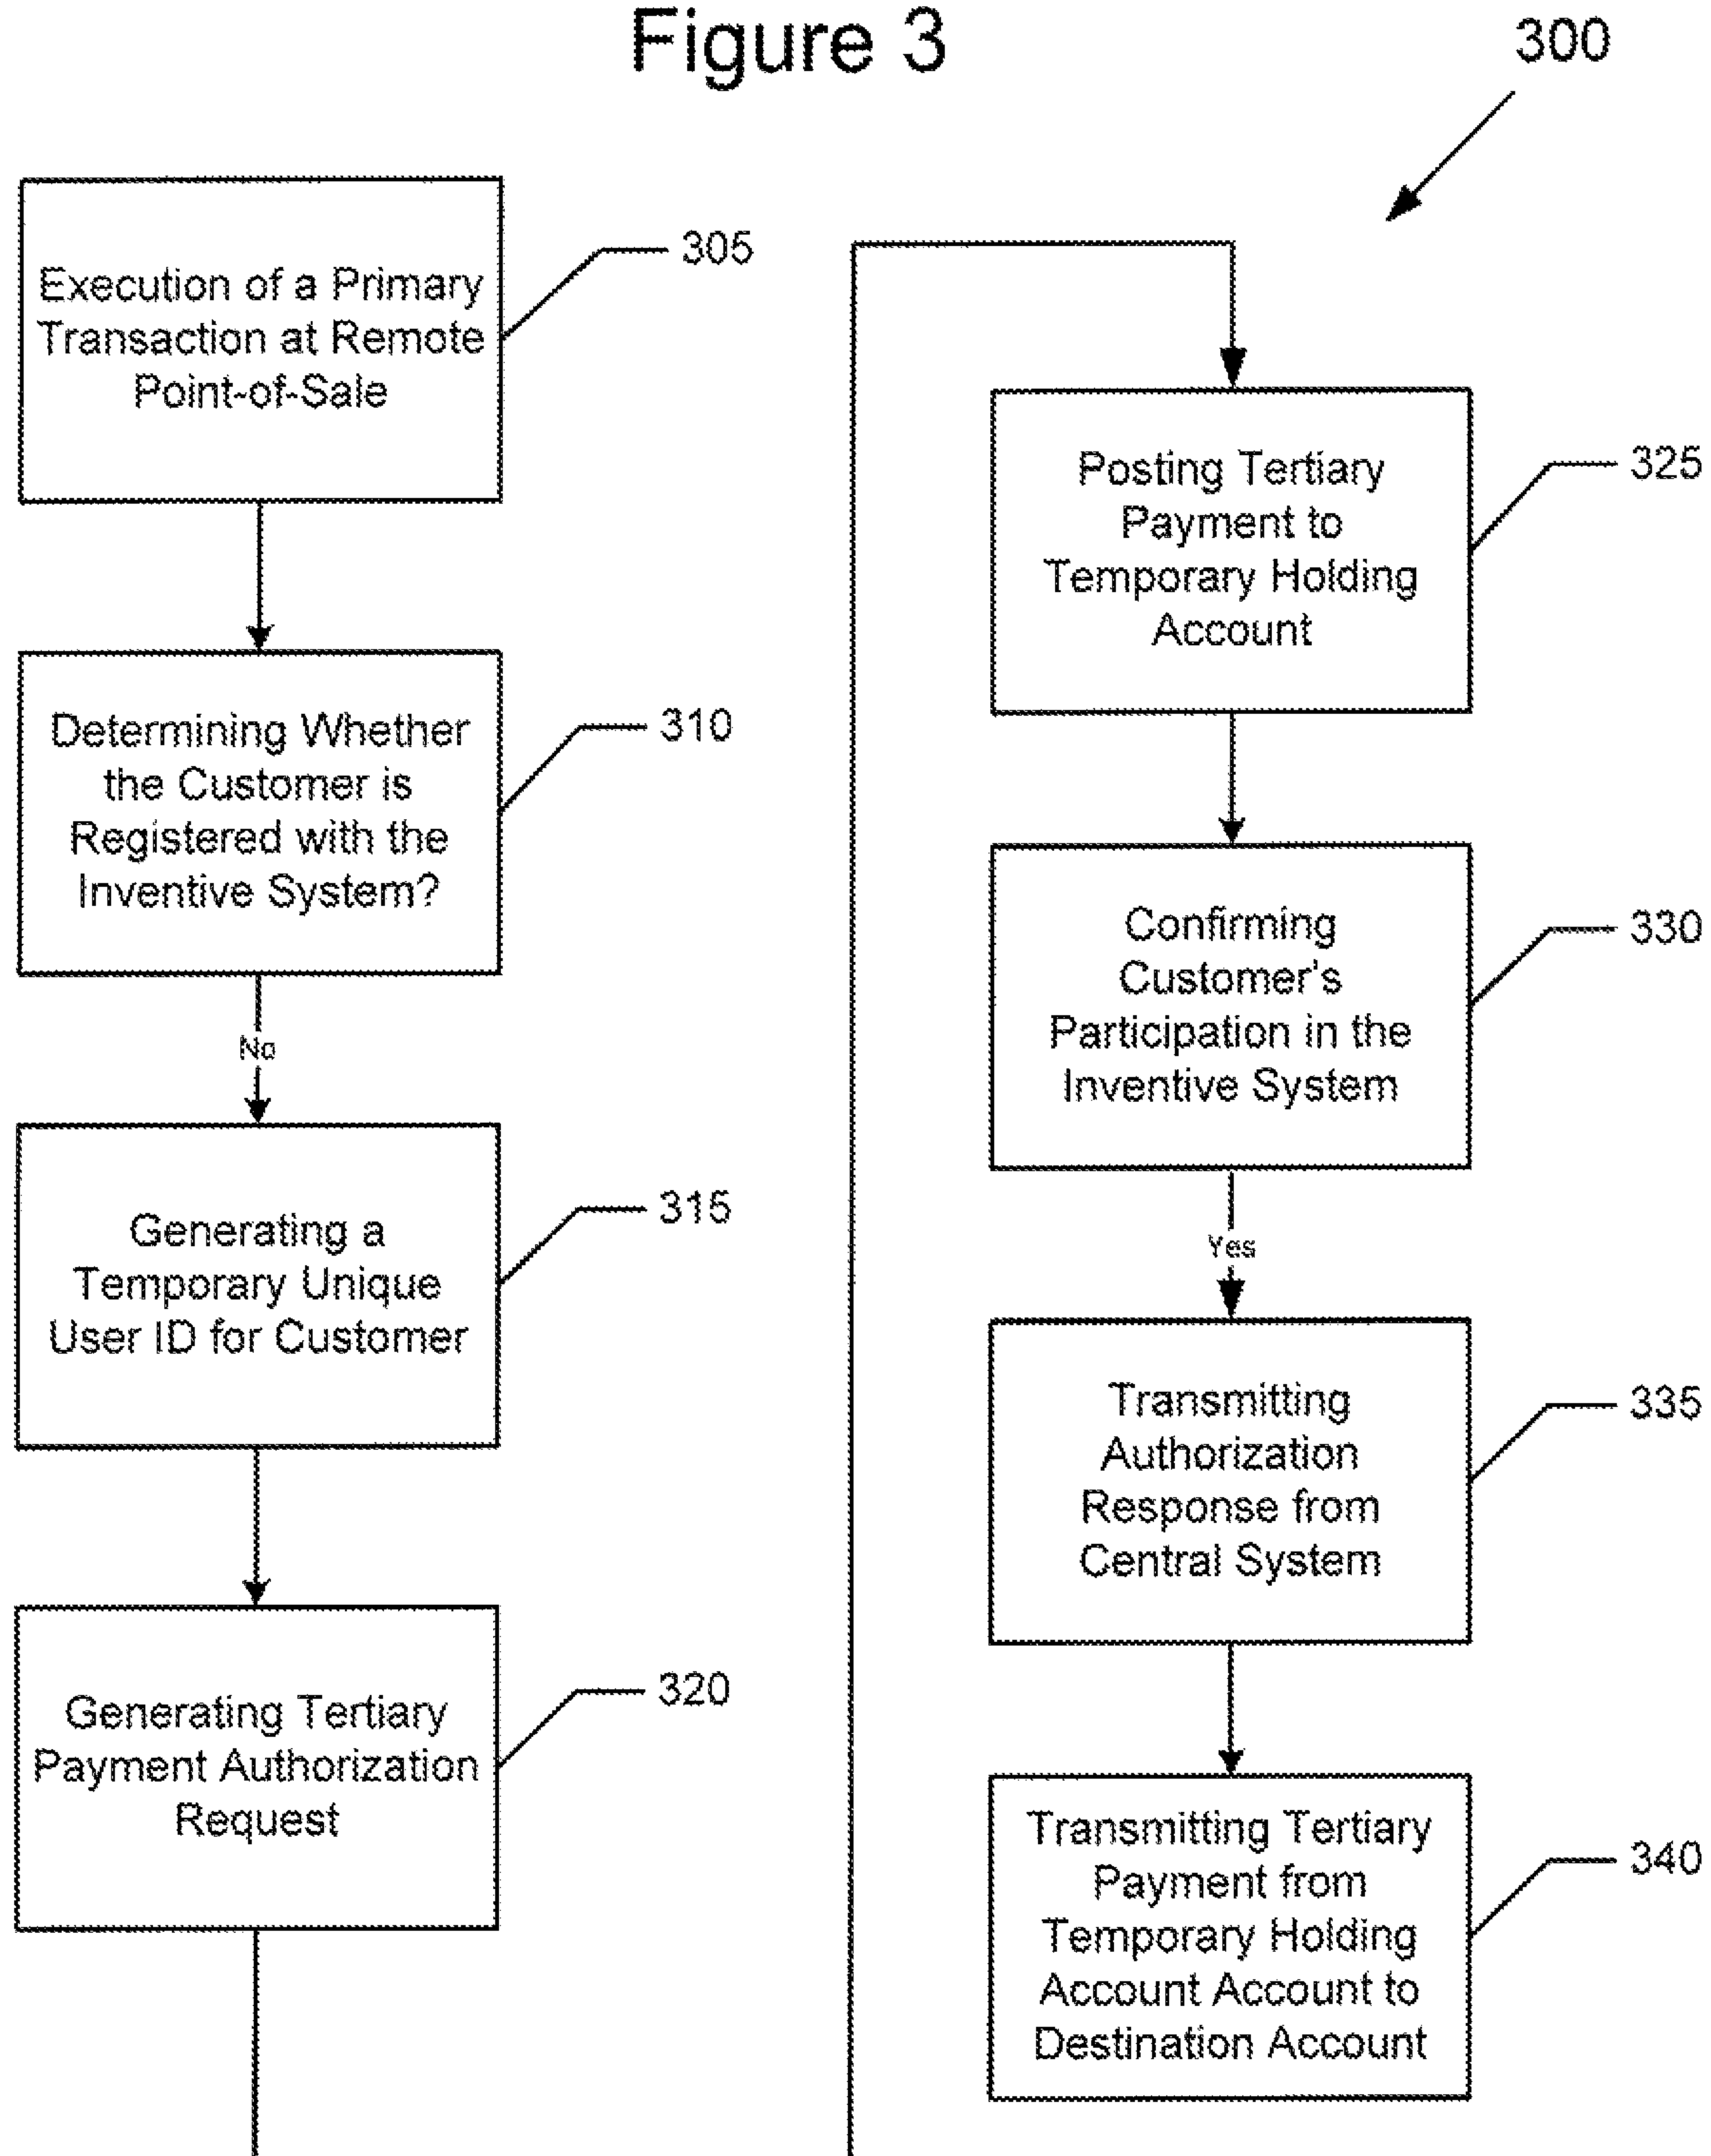 Figure 3
300
Execution of a Primary
Transaction at Remote
Point-of-Sale
305
Determining Whether
the Customer is
Registered with the
Inventive System?
310
No
Generating a
Temporary Unique
User ID for Customer
315
Generating Tertiary
Payment Authorization
Request
320
Posting Tertiary
Payment to
Temporary Holding
Account
325
Confirming
Customer's
Participation in the
Inventive System
330
Yes
Transmitting
Authorization
Response from
Central System
335
Transmitting Tertiary
Payment from
Temporary Holding
Account Account to
Destination Account
340